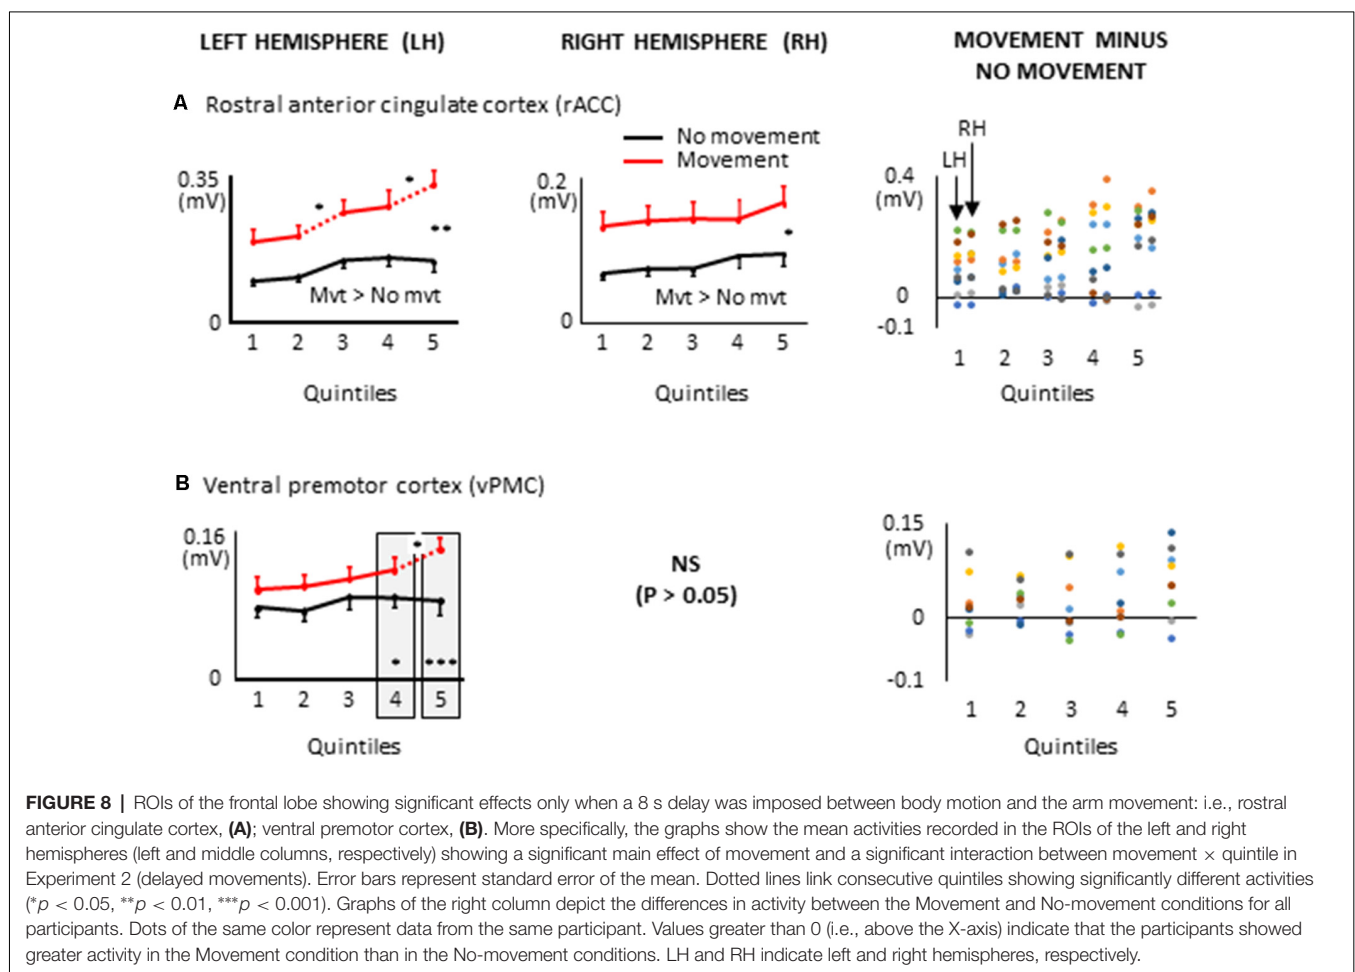 LEFT HEMISPHERE (LH)
RIGHT HEMISPHERE (RH)
MOVEMENT MINUS
NO MOVEMENT
A Rostral anterior cingulate cortex (rACC)
No movement
Movement
RH
LH
0.35
(mV)
0
Mvt > No mvt
1 2 3 4 5
Quintiles
0.2
(mV)
0
Mvt > No mvt
1 2 3 4 5
Quintiles
0.4
(mV)
0
-0.1
1 2 3 4 5
Quintiles
B Ventral premotor cortex (vPMC)
0.16
(mV)
0
1 2 3 4 5
Quintiles
NS
(P > 0.05)
0.15
(mV)
0
-0.1
1 2 3 4 5
Quintiles
FIGURE 8 | ROIs of the frontal lobe showing significant effects only when a 8 s delay was imposed between body motion and the arm movement: i.e., rostral
anterior cingulate cortex, (A); ventral premotor cortex, (B). More specifically, the graphs show the mean activities recorded in the ROIs of the left and right
hemispheres (left and middle columns, respectively) showing a significant main effect of movement and a significant interaction between movement × quintile in
Experiment 2 (delayed movements). Error bars represent standard error of the mean. Dotted lines link consecutive quintiles showing significantly different activities
(*p < 0.05, **p < 0.01, ***p < 0.001). Graphs of the right column depict the differences in activity between the Movement and No-movement conditions for all
participants. Dots of the same color represent data from the same participant. Values greater than 0 (i.e., above the X-axis) indicate that the participants showed
greater activity in the Movement condition than in the No-movement conditions. LH and RH indicate left and right hemispheres, respectively.